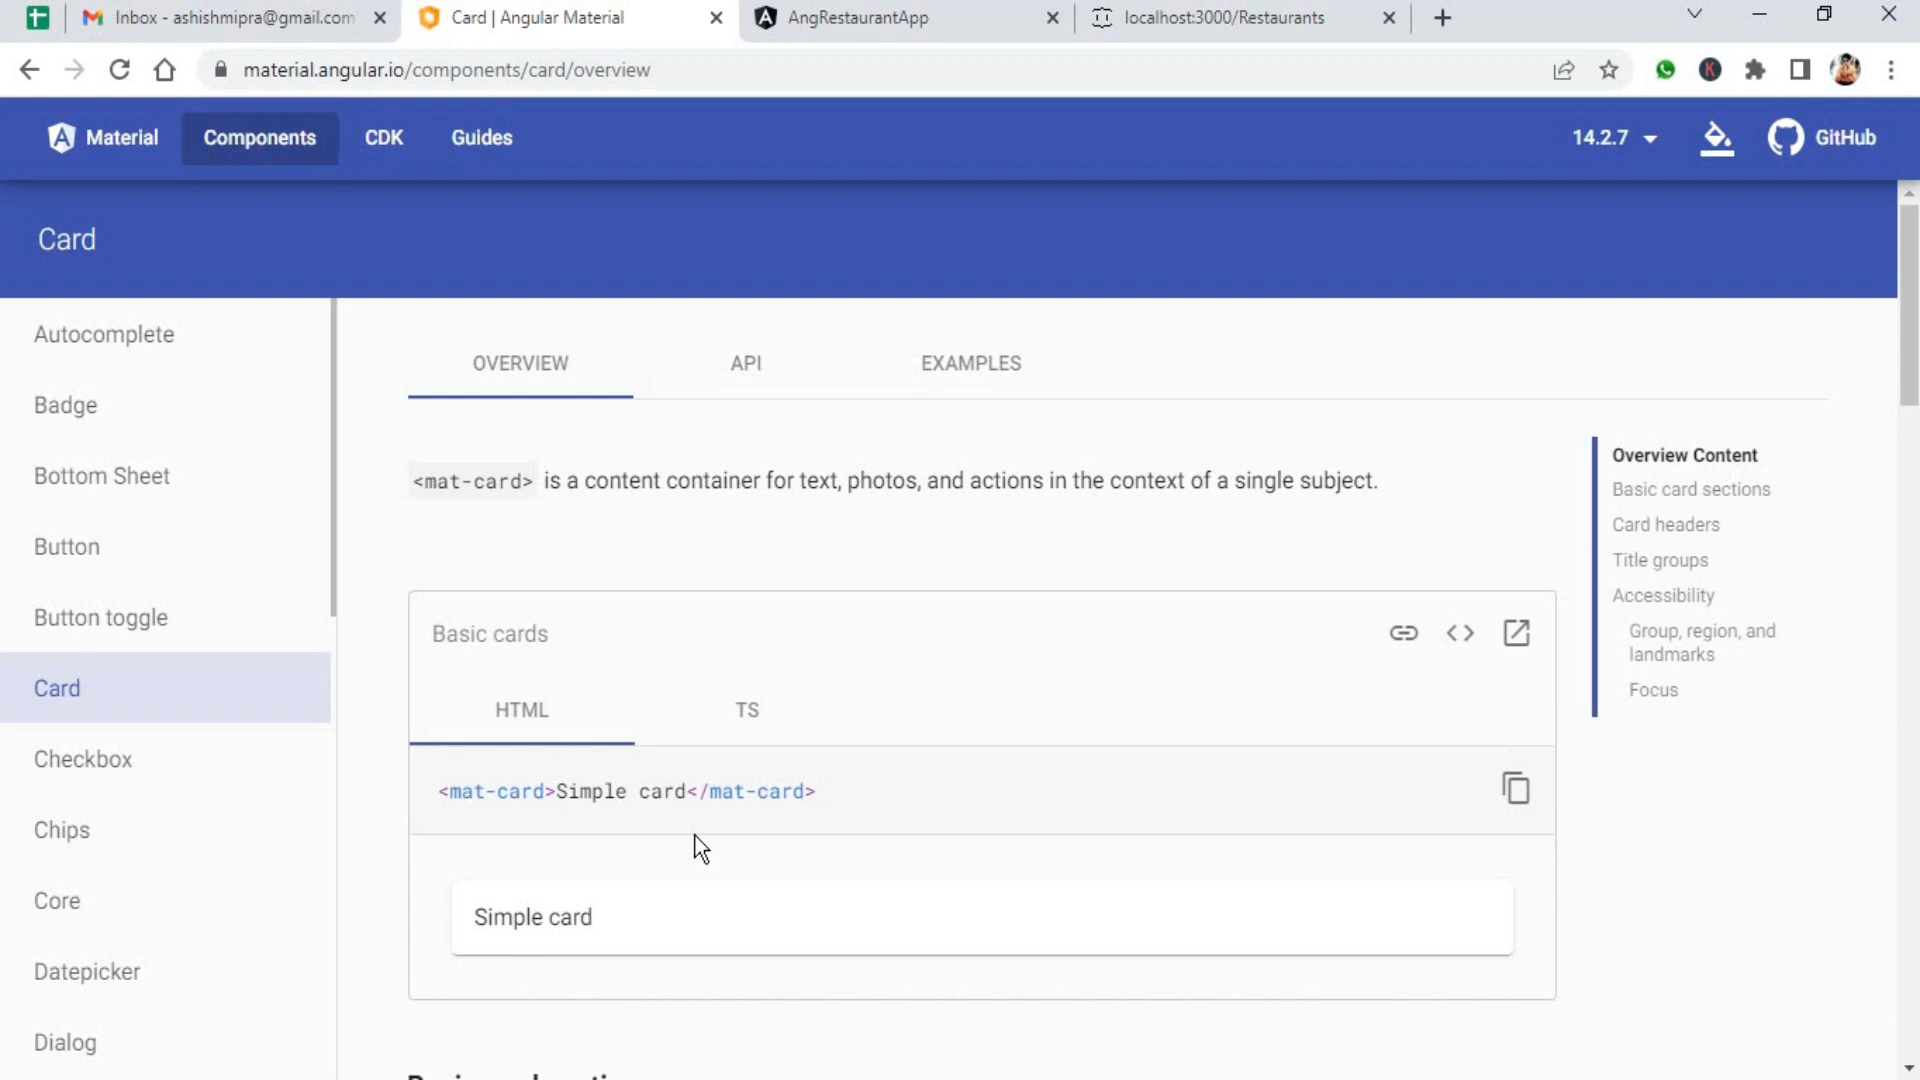 Inbox - ashishmipra@gmail.com
Card | Angular Material
AngRestaurantApp
localhost:3000/Restaurants
material.angular.io/components/card/overview
Material
Components
CDK
Guides
14.2.7
GitHub
Card
Autocomplete
Badge
Bottom Sheet
Button
Button toggle
Card
Checkbox
Chips
Core
Datepicker
Dialog
OVERVIEW
API
EXAMPLES
<mat-card> is a content container for text, photos, and actions in the context of a single subject.
Basic cards
HTML
TS
<mat-card>Simple card</mat-card>
Simple card
Overview Content
Basic card sections
Card headers
Title groups
Accessibility
Group, region, and
landmarks
Focus